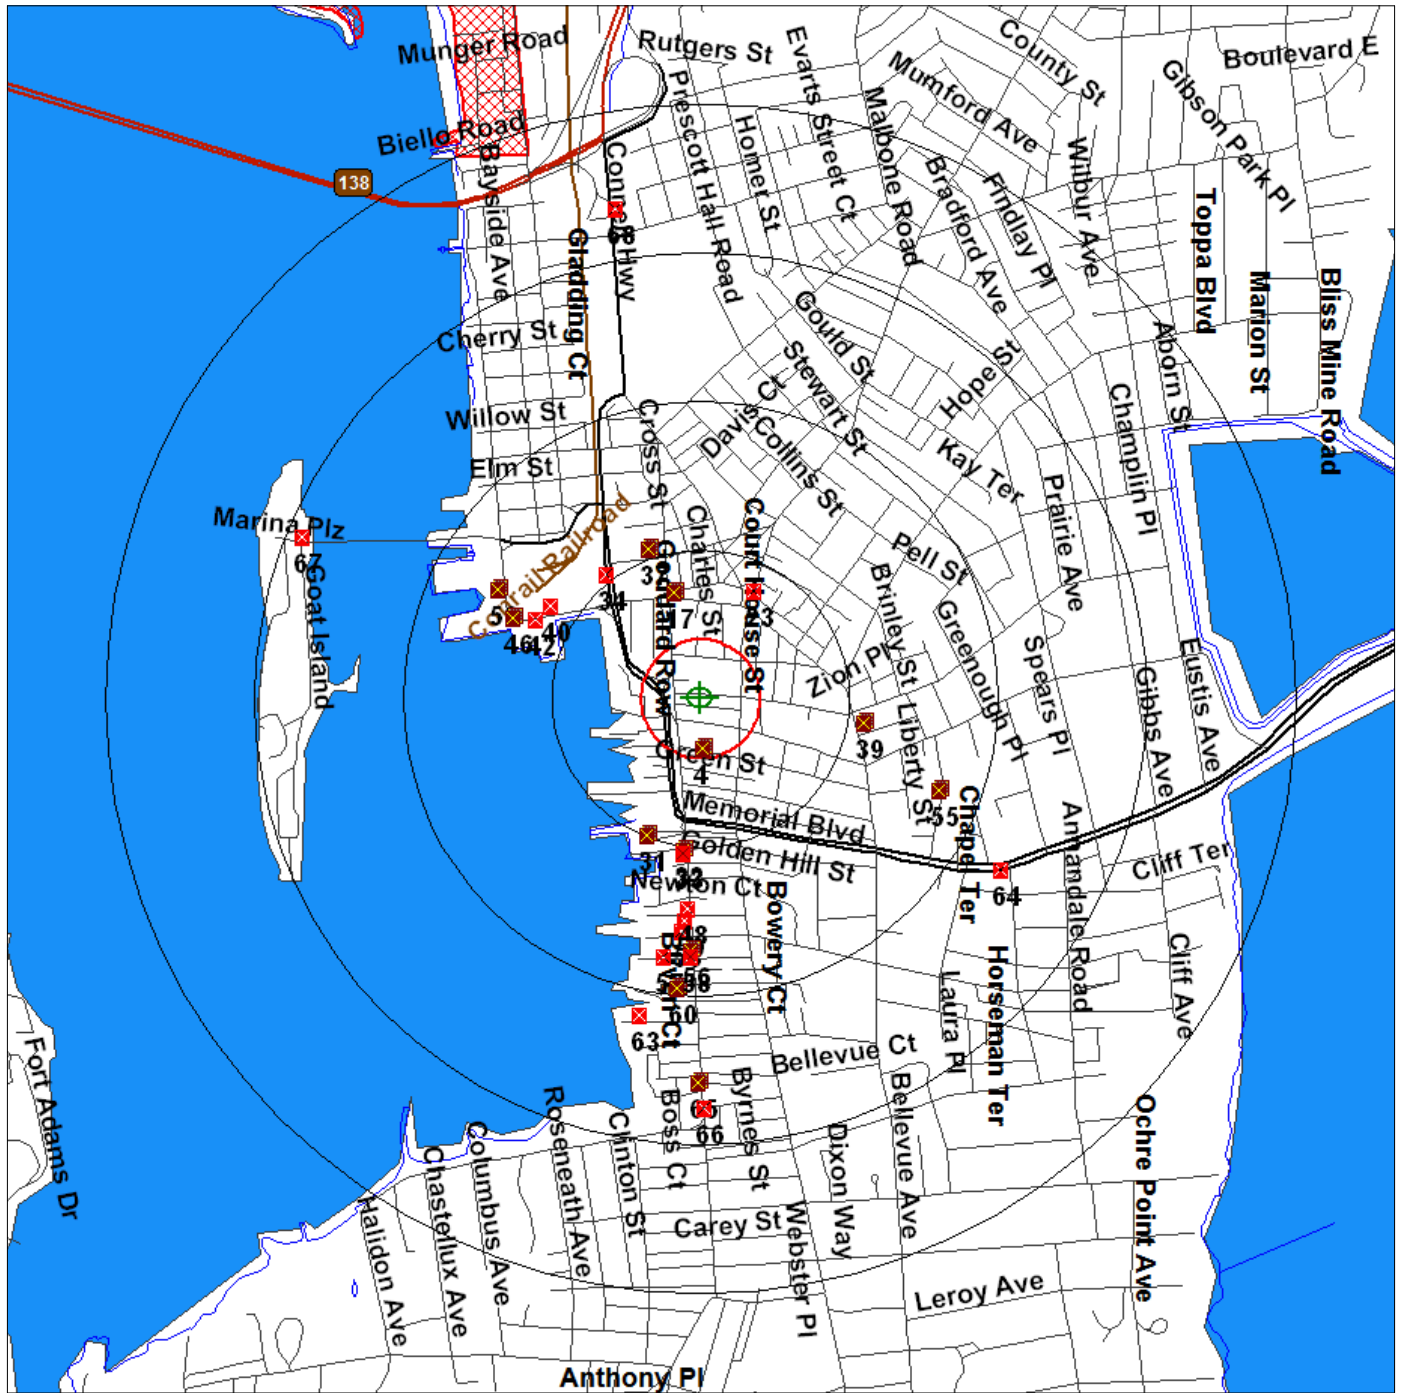 Munger Road
Rutgers St
Evarts Street Ct
County St
Boulevard E
Mumford Ave
Gibson Park Pl
Prescott Hall Road
Homer St
Malbone Road
Biello Road
Bayside Ave
138
Wilbur Ave
Bradford Ave
Findlay Pl
Toppa Blvd
Gladding Ct
Marion St
Bliss Mine Road
Cherry St
Gould St
Stewart St
Hope St
Aborn St
Willow St
Cross St
Davis Ct
Collins St
Champlin Pl
Kay Ter
Elm St
Prairie Ave
Marina Plz
67
Goat Island
Charles St
Court House St
Pell St
Brinley St
Greenough Pl
34
17
40
46
42
Goddard Row
Zion Pl
Spears Pl
Eustis Ave
Gibbs Ave
Liberty St
39
Green St
4
55
Memorial Blvd
Chapel Ter
Annandale Road
31
Golden Hill St
Cliff Ter
Newton Ct
64
Bowery Ct
Horseman Ter
Cliff Ave
Laura Pl
56
60
63
Fort Adams Dr
Bellevue Ct
Bellevue Ave
65
66
Byrnes St
Boss Ct
Roseneath Ave
Clinton St
Columbus Ave
Chastellux Ave
Halidon Ave
Dixon Way
Ochre Point Ave
Carey St
Webster Pl
Leroy Ave
Anthony Pl